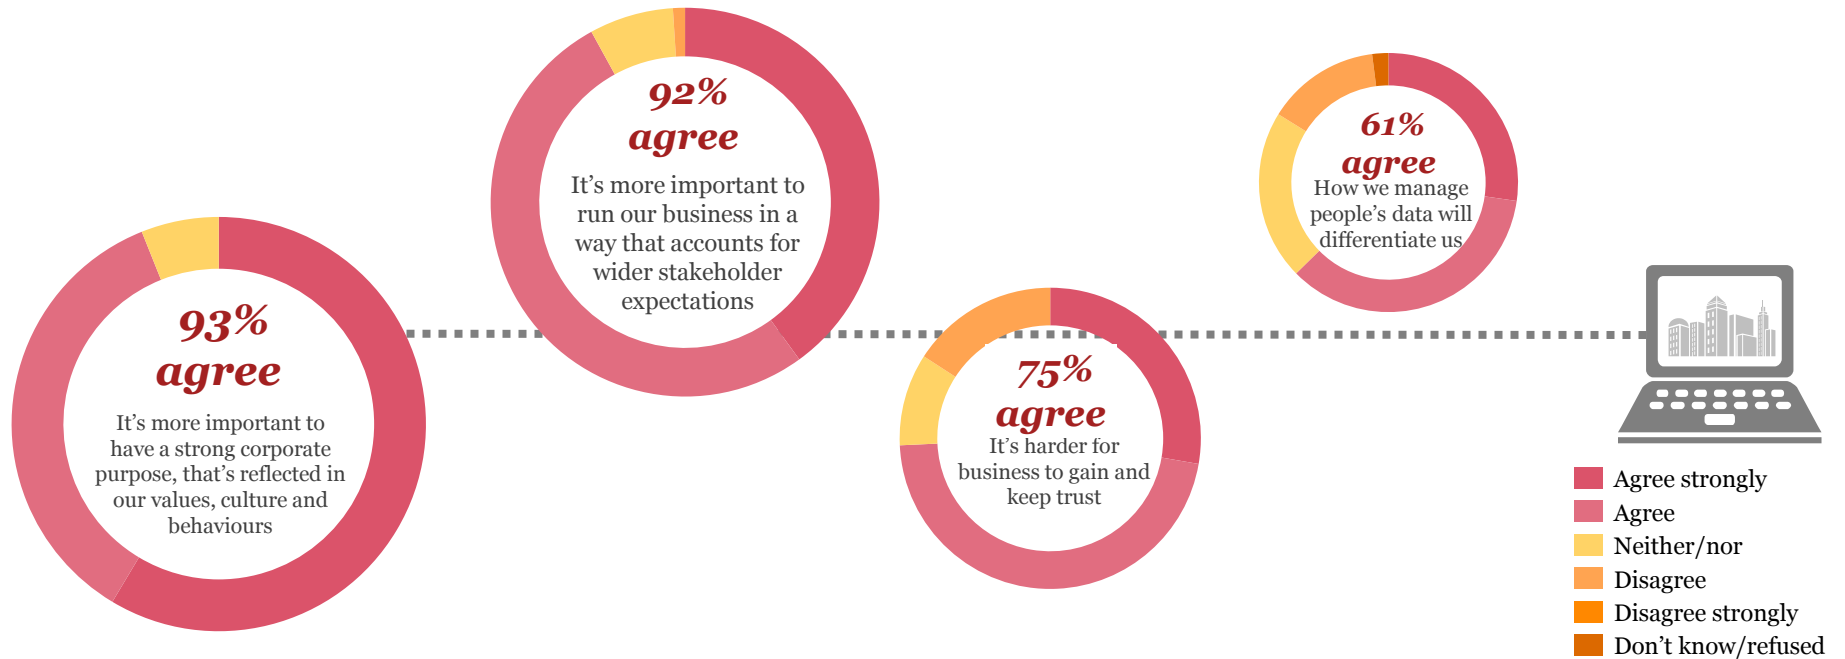 93%
agree
It’s more important to
have a strong corporate
purpose, that’s reflected in
our values, culture and
behaviours
92%
agree
It’s more important to
run our business in a
way that accounts for
wider stakeholder
expectations
75%
agree
It’s harder for
business to gain and
keep trust
61%
agree
How we manage
people’s data will
differentiate us
Agree strongly
Agree
Neither/nor
Disagree
Disagree strongly
Don’t know/refused